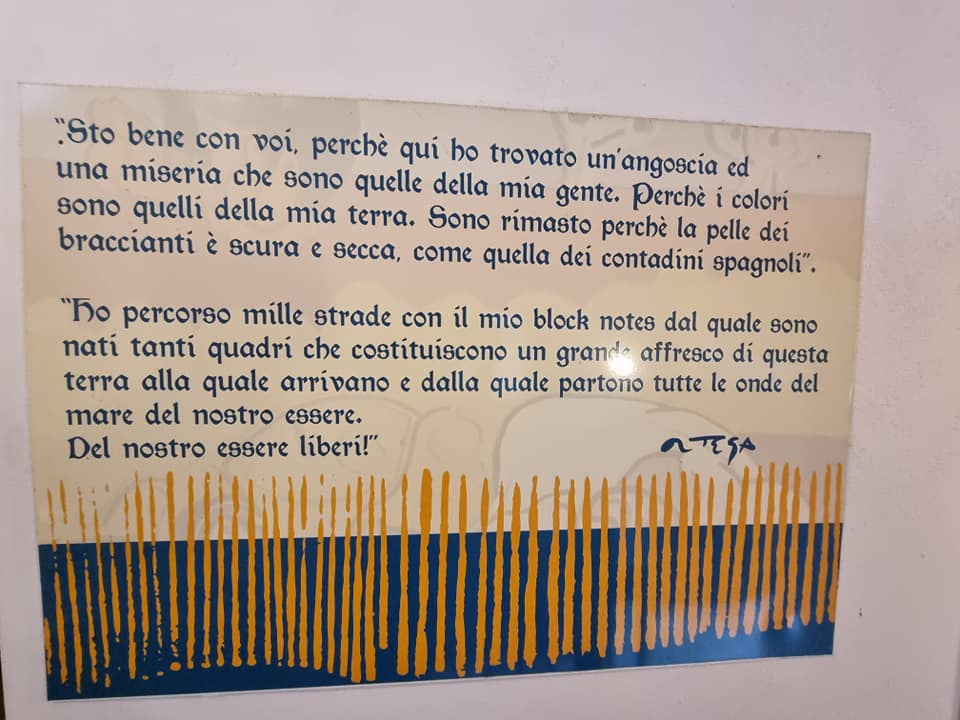 "Sto bene con voi, perchè qui ho trovato un'angoscia ed
una miseria che sono quelle della mia gente. Perchè i colori
sono quelli della mia terra. Sono rimasto perchè la pelle dei
braccianti è scura e secca, come quella dei contadini spagnoli".
"Ho percorso mille strade con il mio block notes dal quale sono
nati tanti quadri che costituiscono un grande affresco di questa
terra alla quale arrivano e dalla quale partono tutte le onde del
mare del nostro essere.
Del nostro essere liberi!"
ORTEGA